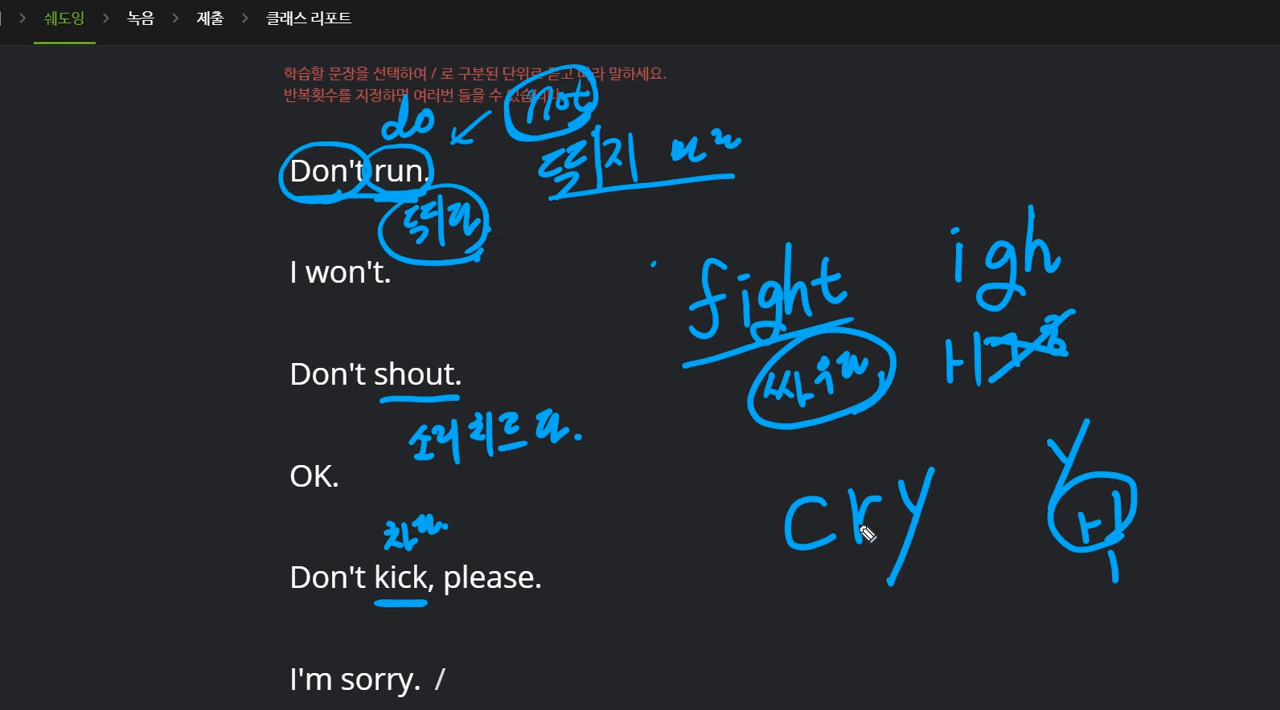 쉐도잉 녹음 제출 클래스 리포트
학습할 문장을 선택하여 / 로 구분된 단위로 듣고 따라 말하세요.
반복횟수를 지정하면 여러번 들을 수 있습니다.
do not
Don't run. 뛰지
뛰다
I won't.
fight igh
싸우다 ㅏㅣㄱㅎ
Don't shout.
소리치르다.
OK.
cry y ㅏㅣ
차다.
Don't kick, please.
I'm sorry. /